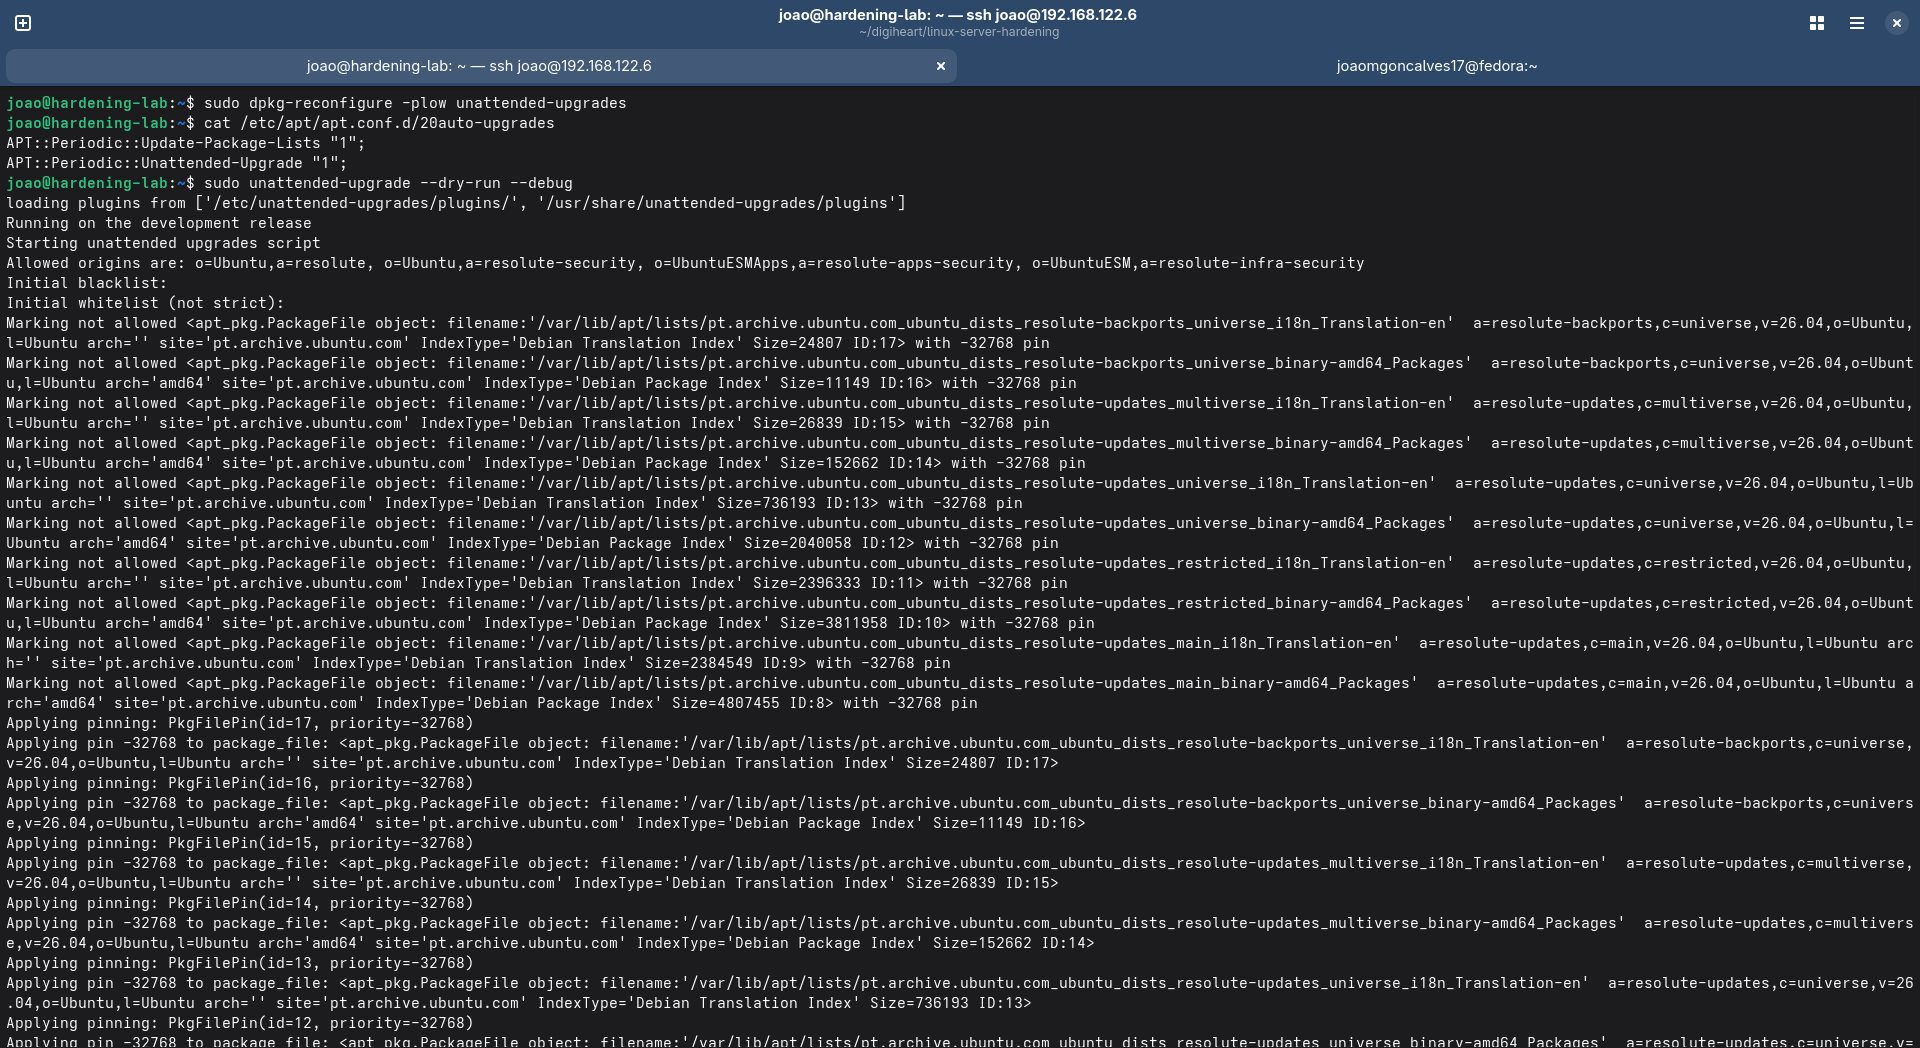 joao@hardening-lab: ~ — ssh joao@192.168.122.6
~/digiheart/linux-server-hardening
joao@hardening-lab: ~ — ssh joao@192.168.122.6
joaomgoncalves17@fedora:~
joao@hardening-lab:~$ sudo dpkg-reconfigure -plow unattended-upgrades
joao@hardening-lab:~$ cat /etc/apt/apt.conf.d/20auto-upgrades
APT::Periodic::Update-Package-Lists "1";
APT::Periodic::Unattended-Upgrade "1";
joao@hardening-lab:~$ sudo unattended-upgrade --dry-run --debug
loading plugins from ['/etc/unattended-upgrades/plugins/', '/usr/share/unattended-upgrades/plugins']
Running on the development release
Starting unattended upgrades script
Allowed origins are: o=Ubuntu,a=resolute, o=Ubuntu,a=resolute-security, o=UbuntuESMApps,a=resolute-apps-security, o=UbuntuESM,a=resolute-infra-security
Initial blacklist:
Initial whitelist (not strict):
Marking not allowed <apt_pkg.PackageFile object: filename:'/var/lib/apt/lists/pt.archive.ubuntu.com_ubuntu_dists_resolute-backports_universe_i18n_Translation-en'  a=resolute-backports,c=universe,v=26.04,o=Ubuntu,
l=Ubuntu arch='' site='pt.archive.ubuntu.com' IndexType='Debian Translation Index' Size=24807 ID:17> with -32768 pin
Marking not allowed <apt_pkg.PackageFile object: filename:'/var/lib/apt/lists/pt.archive.ubuntu.com_ubuntu_dists_resolute-backports_universe_binary-amd64_Packages'  a=resolute-backports,c=universe,v=26.04,o=Ubunt
u,l=Ubuntu arch='amd64' site='pt.archive.ubuntu.com' IndexType='Debian Package Index' Size=11149 ID:16> with -32768 pin
Marking not allowed <apt_pkg.PackageFile object: filename:'/var/lib/apt/lists/pt.archive.ubuntu.com_ubuntu_dists_resolute-updates_multiverse_i18n_Translation-en'  a=resolute-updates,c=multiverse,v=26.04,o=Ubuntu,
l=Ubuntu arch='' site='pt.archive.ubuntu.com' IndexType='Debian Translation Index' Size=26839 ID:15> with -32768 pin
Marking not allowed <apt_pkg.PackageFile object: filename:'/var/lib/apt/lists/pt.archive.ubuntu.com_ubuntu_dists_resolute-updates_multiverse_binary-amd64_Packages'  a=resolute-updates,c=multiverse,v=26.04,o=Ubunt
u,l=Ubuntu arch='amd64' site='pt.archive.ubuntu.com' IndexType='Debian Package Index' Size=152662 ID:14> with -32768 pin
Marking not allowed <apt_pkg.PackageFile object: filename:'/var/lib/apt/lists/pt.archive.ubuntu.com_ubuntu_dists_resolute-updates_universe_i18n_Translation-en'  a=resolute-updates,c=universe,v=26.04,o=Ubuntu,l=Ub
untu arch='' site='pt.archive.ubuntu.com' IndexType='Debian Translation Index' Size=736193 ID:13> with -32768 pin
Marking not allowed <apt_pkg.PackageFile object: filename:'/var/lib/apt/lists/pt.archive.ubuntu.com_ubuntu_dists_resolute-updates_universe_binary-amd64_Packages'  a=resolute-updates,c=universe,v=26.04,o=Ubuntu,l=
Ubuntu arch='amd64' site='pt.archive.ubuntu.com' IndexType='Debian Package Index' Size=2040058 ID:12> with -32768 pin
Marking not allowed <apt_pkg.PackageFile object: filename:'/var/lib/apt/lists/pt.archive.ubuntu.com_ubuntu_dists_resolute-updates_restricted_i18n_Translation-en'  a=resolute-updates,c=restricted,v=26.04,o=Ubuntu,
l=Ubuntu arch='' site='pt.archive.ubuntu.com' IndexType='Debian Translation Index' Size=2396333 ID:11> with -32768 pin
Marking not allowed <apt_pkg.PackageFile object: filename:'/var/lib/apt/lists/pt.archive.ubuntu.com_ubuntu_dists_resolute-updates_restricted_binary-amd64_Packages'  a=resolute-updates,c=restricted,v=26.04,o=Ubunt
u,l=Ubuntu arch='amd64' site='pt.archive.ubuntu.com' IndexType='Debian Package Index' Size=3811958 ID:10> with -32768 pin
Marking not allowed <apt_pkg.PackageFile object: filename:'/var/lib/apt/lists/pt.archive.ubuntu.com_ubuntu_dists_resolute-updates_main_i18n_Translation-en'  a=resolute-updates,c=main,v=26.04,o=Ubuntu,l=Ubuntu arc
h='' site='pt.archive.ubuntu.com' IndexType='Debian Translation Index' Size=2384549 ID:9> with -32768 pin
Marking not allowed <apt_pkg.PackageFile object: filename:'/var/lib/apt/lists/pt.archive.ubuntu.com_ubuntu_dists_resolute-updates_main_binary-amd64_Packages'  a=resolute-updates,c=main,v=26.04,o=Ubuntu,l=Ubuntu a
rch='amd64' site='pt.archive.ubuntu.com' IndexType='Debian Package Index' Size=4807455 ID:8> with -32768 pin
Applying pinning: PkgFilePin(id=17, priority=-32768)
Applying pin -32768 to package_file: <apt_pkg.PackageFile object: filename:'/var/lib/apt/lists/pt.archive.ubuntu.com_ubuntu_dists_resolute-backports_universe_i18n_Translation-en'  a=resolute-backports,c=universe,
v=26.04,o=Ubuntu,l=Ubuntu arch='' site='pt.archive.ubuntu.com' IndexType='Debian Translation Index' Size=24807 ID:17>
Applying pinning: PkgFilePin(id=16, priority=-32768)
Applying pin -32768 to package_file: <apt_pkg.PackageFile object: filename:'/var/lib/apt/lists/pt.archive.ubuntu.com_ubuntu_dists_resolute-backports_universe_binary-amd64_Packages'  a=resolute-backports,c=univers
e,v=26.04,o=Ubuntu,l=Ubuntu arch='amd64' site='pt.archive.ubuntu.com' IndexType='Debian Package Index' Size=11149 ID:16>
Applying pinning: PkgFilePin(id=15, priority=-32768)
Applying pin -32768 to package_file: <apt_pkg.PackageFile object: filename:'/var/lib/apt/lists/pt.archive.ubuntu.com_ubuntu_dists_resolute-updates_multiverse_i18n_Translation-en'  a=resolute-updates,c=multiverse,
v=26.04,o=Ubuntu,l=Ubuntu arch='' site='pt.archive.ubuntu.com' IndexType='Debian Translation Index' Size=26839 ID:15>
Applying pinning: PkgFilePin(id=14, priority=-32768)
Applying pin -32768 to package_file: <apt_pkg.PackageFile object: filename:'/var/lib/apt/lists/pt.archive.ubuntu.com_ubuntu_dists_resolute-updates_multiverse_binary-amd64_Packages'  a=resolute-updates,c=multivers
e,v=26.04,o=Ubuntu,l=Ubuntu arch='amd64' site='pt.archive.ubuntu.com' IndexType='Debian Package Index' Size=152662 ID:14>
Applying pinning: PkgFilePin(id=13, priority=-32768)
Applying pin -32768 to package_file: <apt_pkg.PackageFile object: filename:'/var/lib/apt/lists/pt.archive.ubuntu.com_ubuntu_dists_resolute-updates_universe_i18n_Translation-en'  a=resolute-updates,c=universe,v=26
.04,o=Ubuntu,l=Ubuntu arch='' site='pt.archive.ubuntu.com' IndexType='Debian Translation Index' Size=736193 ID:13>
Applying pinning: PkgFilePin(id=12, priority=-32768)
Applying pin -32768 to package_file: <apt_pkg.PackageFile object: filename:'/var/lib/apt/lists/pt.archive.ubuntu.com_ubuntu_dists_resolute-updates_universe_binary-amd64_Packages'  a=resolute-updates,c=universe,v=